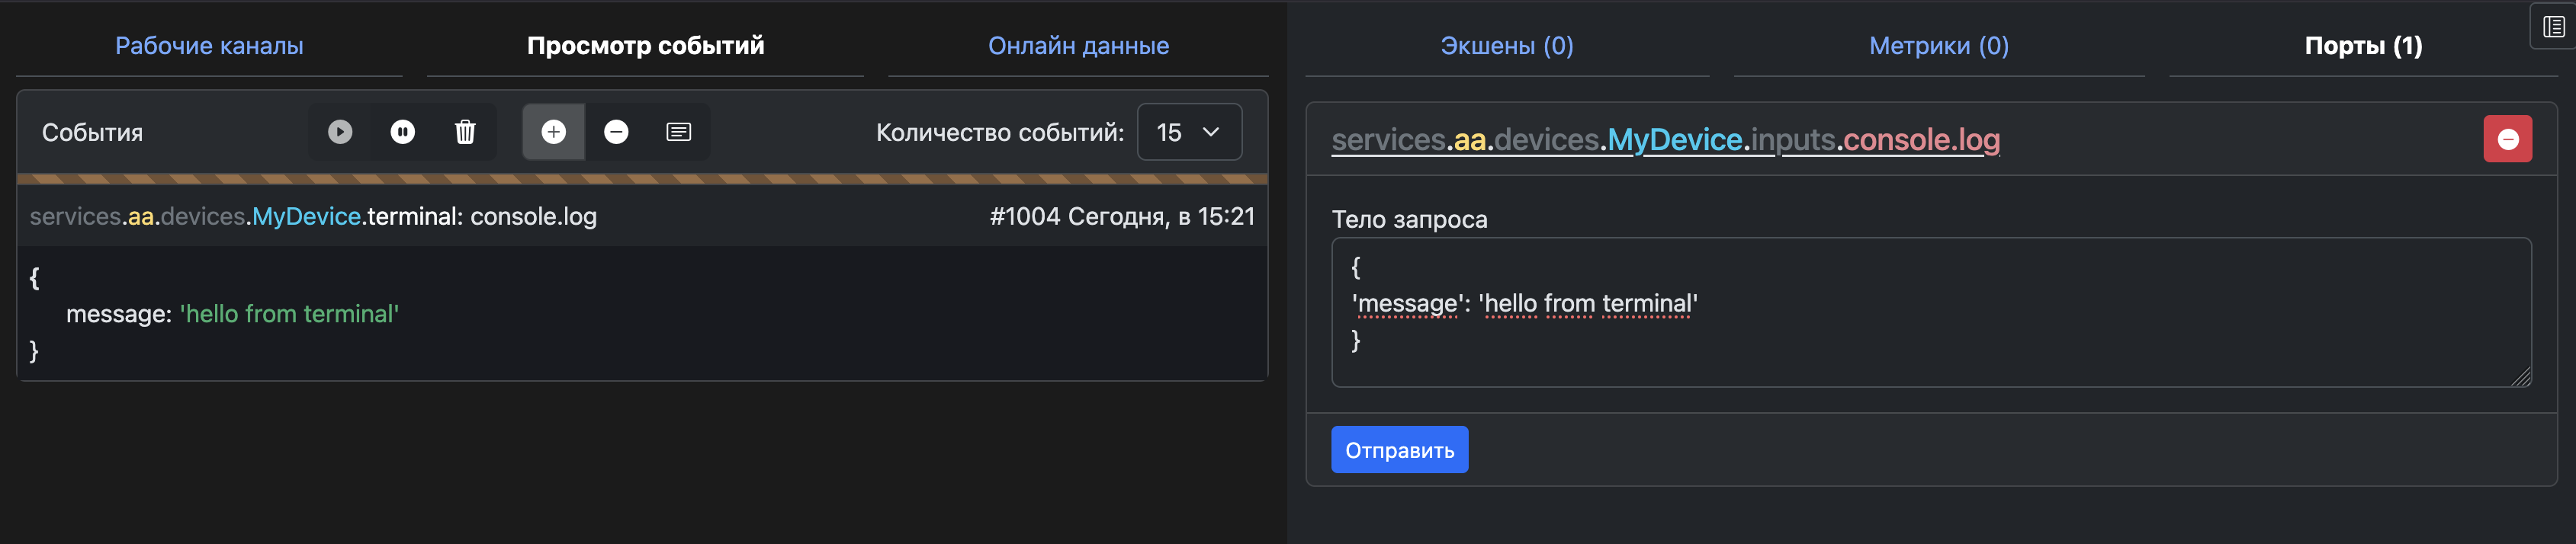 Рабочие каналы
Просмотр событий
Онлайн данные
События
Количество событий: 15
services.aa.devices.MyDevice.terminal: console.log
#1004 Сегодня, в 15:21
{
message: 'hello from terminal'
}
Экшены (0)
Метрики (0)
Порты (1)
services.aa.devices.MyDevice.inputs.console.log
Тело запроса
{
'message': 'hello from terminal'
}
Отправить